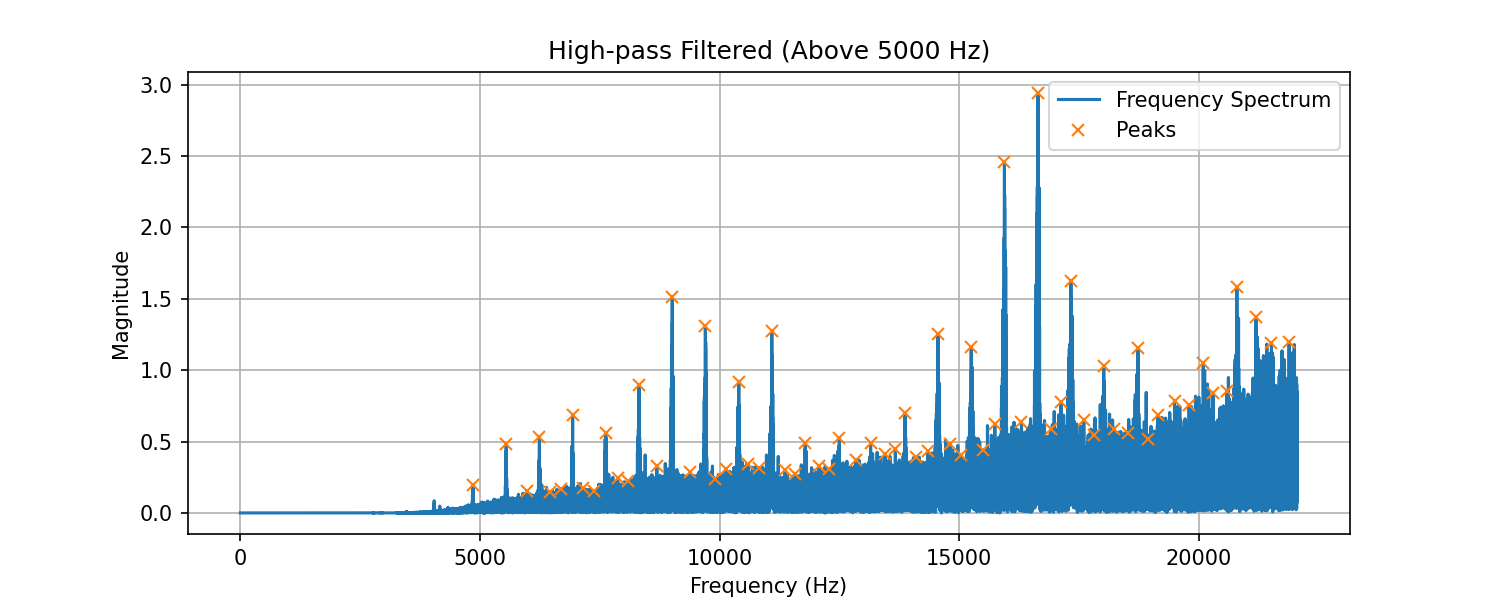 High-pass Filtered (Above 5000 Hz)
3.0
2.5
2.0
1.5
1.0
0.5
0.0
Magnitude
Frequency Spectrum
Peaks
0 5000 10000 15000 20000
Frequency (Hz)